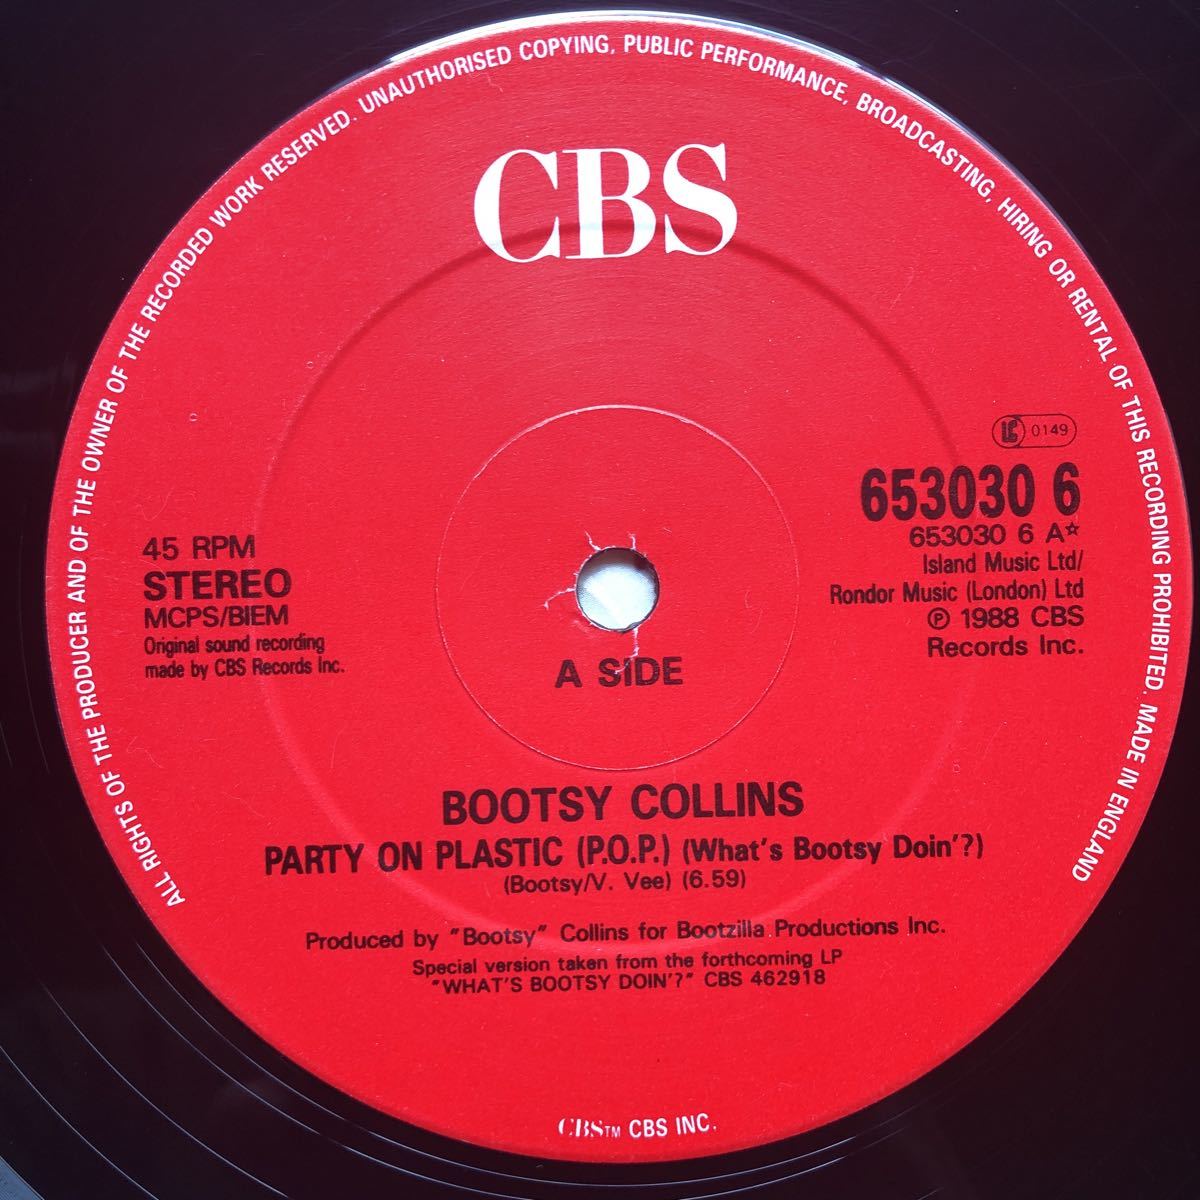 ALL RIGHTS OF THE PRODUCER AND OF THE OWNER OF THE RECORDED WORK RESERVED. UNAUTHORISED COPYING, PUBLIC PERFORMANCE, BROADCASTING, HIRING OR RENTAL OF THIS RECORDING PROHIBITED. MADE IN ENGLAND
CBS
LC 0149
653030 6
653030 6 A☆
Island Music Ltd/
Rondor Music (London) Ltd
℗ 1988 CBS
Records Inc.
45 RPM
STEREO
MCPS/BIEM
Original sound recording
made by CBS Records Inc.
A SIDE
BOOTSY COLLINS
PARTY ON PLASTIC (P.O.P.) (What's Bootsy Doin'?)
(Bootsy/V. Vee) (6.59)
Produced by "Bootsy" Collins for Bootzilla Productions Inc.
Special version taken from the forthcoming LP
"WHAT'S BOOTSY DOIN'?" CBS 462918
CBS™ CBS INC.